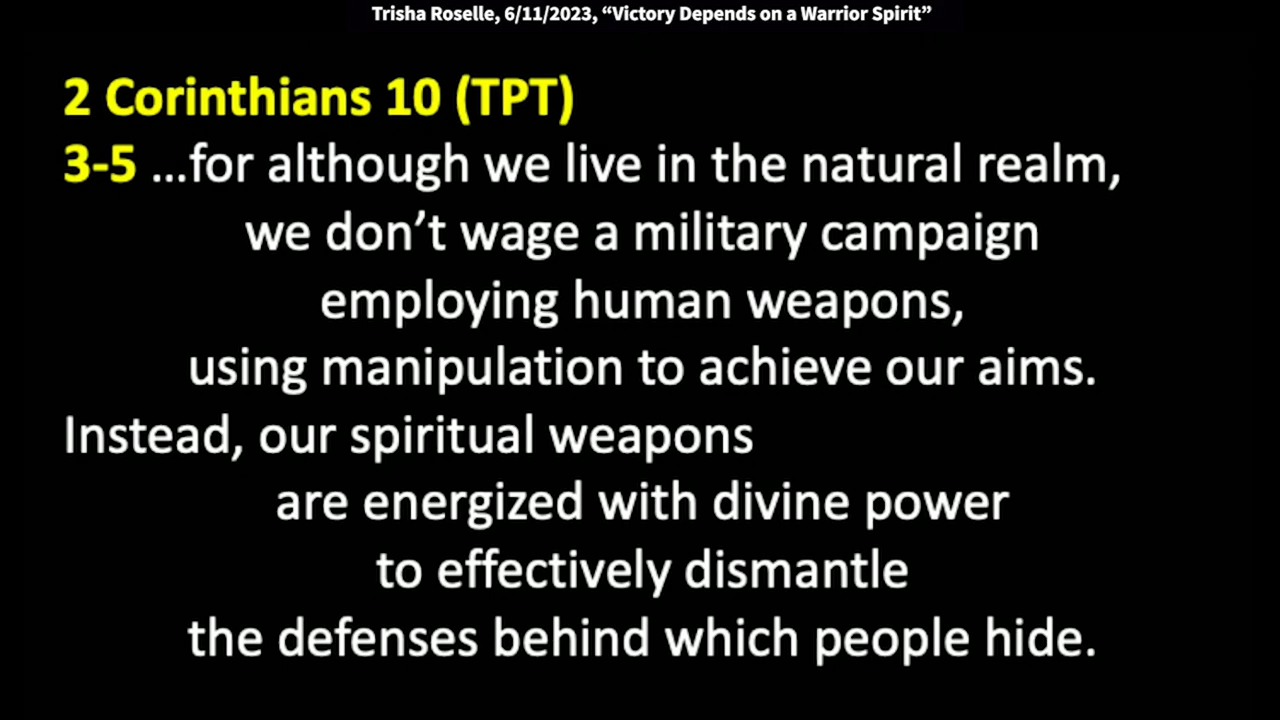 Trisha Roselle, 6/11/2023, “Victory Depends on a Warrior Spirit”
2 Corinthians 10 (TPT)
3-5 …for although we live in the natural realm,
we don’t wage a military campaign
employing human weapons,
using manipulation to achieve our aims.
Instead, our spiritual weapons
are energized with divine power
to effectively dismantle
the defenses behind which people hide.